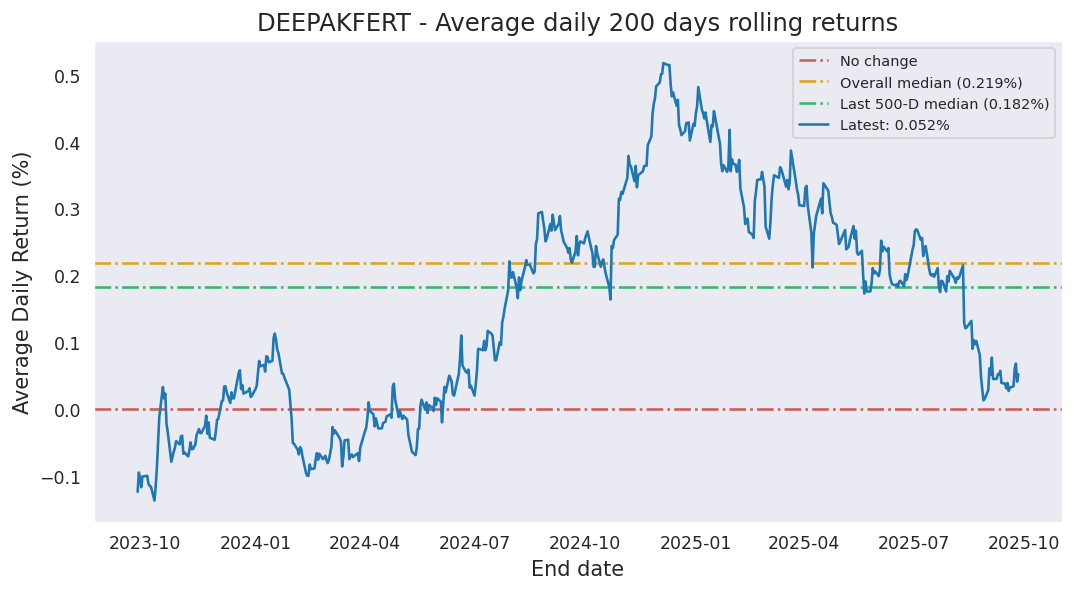 DEEPAKFERT - Average daily 200 days rolling returns
No change
Overall median (0.219%)
Last 500-D median (0.182%)
Latest: 0.052%
Average Daily Return (%)
0.5
0.4
0.3
0.2
0.1
0.0
−0.1
2023-10 2024-01 2024-04 2024-07 2024-10 2025-01 2025-04 2025-07 2025-10
End date